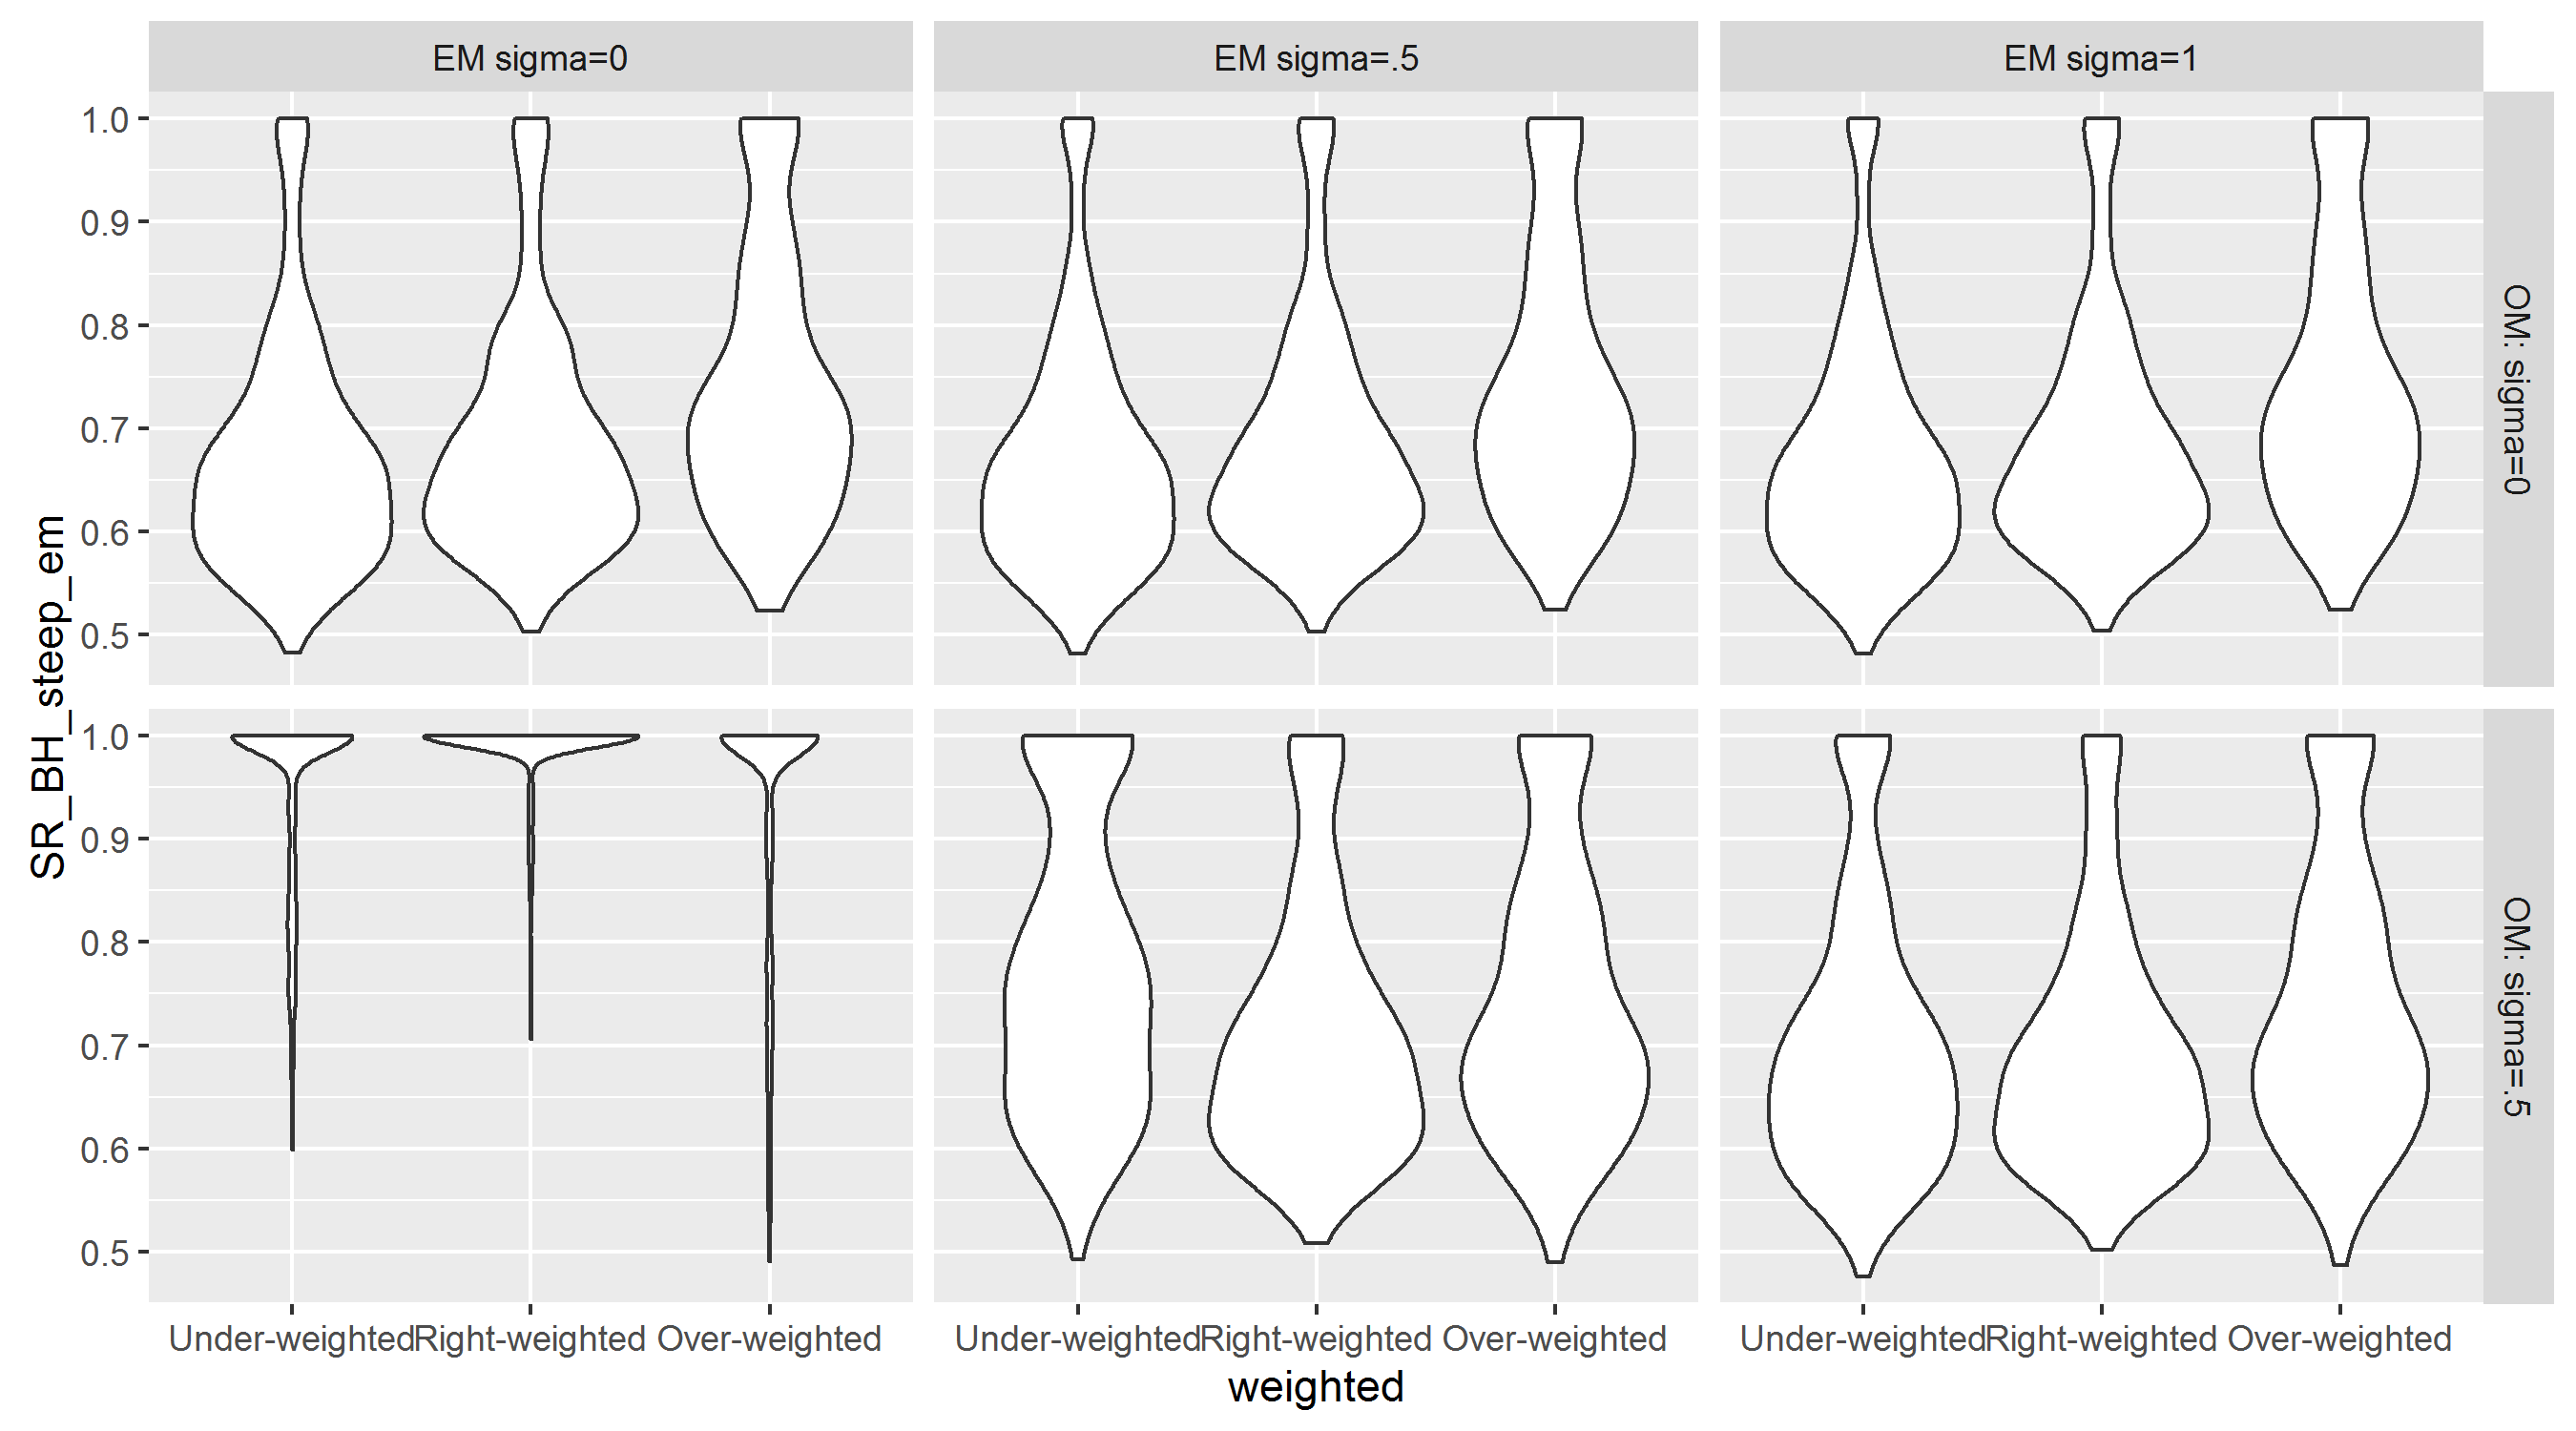 EM sigma=0
EM sigma=.5
EM sigma=1
1.0
0.9
0.8
0.7
0.6
0.5
OM: sigma=0
SR_BH_steep_em
1.0
0.9
0.8
0.7
0.6
0.5
OM: sigma=.5
Under-weighted Right-weighted Over-weighted
Under-weighted Right-weighted Over-weighted
Under-weighted Right-weighted Over-weighted
weighted